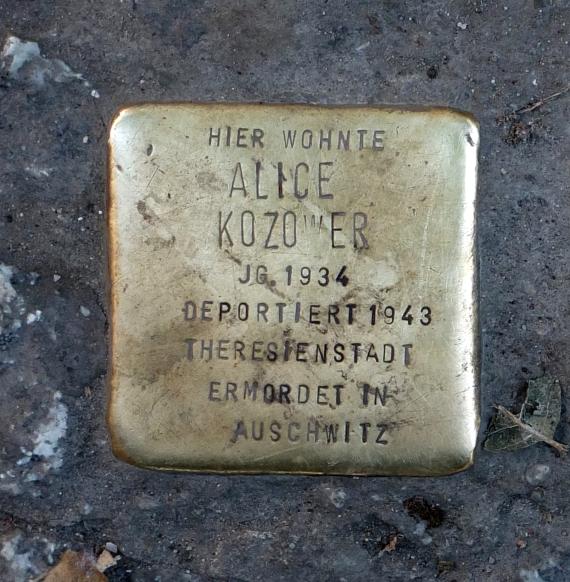 HIER WOHNTE
ALICE
KOZOWER
JG. 1934
DEPORTIERT 1943
THERESIENSTADT
ERMORDET IN
AUSCHWITZ